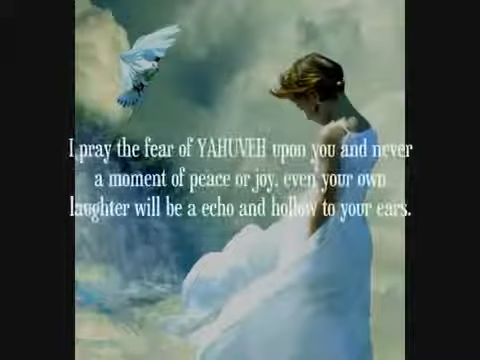 I pray the fear of YAHUVEH upon you and never
a moment of peace or joy, even your own
laughter will be a echo and hollow to your ears.